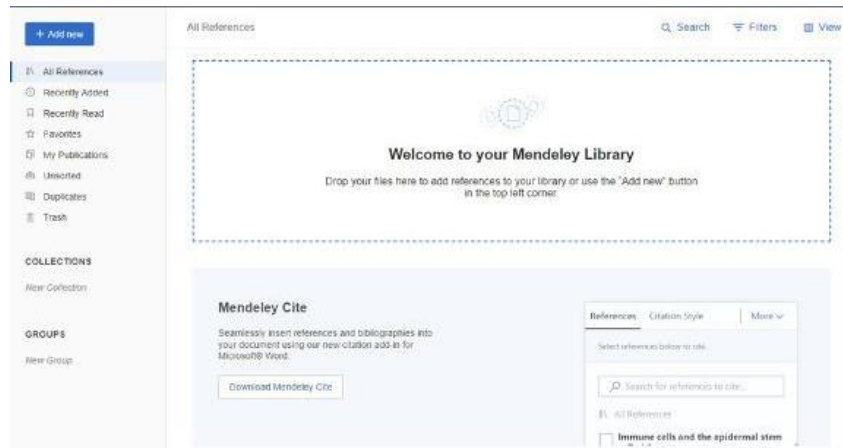 + Add new
All References
Search
Filters
View
All References
Recently Added
Recently Read
Favorites
My Publications
Unsorted
Duplicates
Trash
COLLECTIONS
New Collection
GROUPS
New Group
Welcome to your Mendeley Library
Drop your files here to add references to your library or use the "Add new" button
in the top left corner.
Mendeley Cite
Seamlessly insert references and bibliographies into
your document using our new citation add-in for
Microsoft® Word.
Download Mendeley Cite
References
Citation Style
More
Select references below to cite.
Search for references to cite...
All References
Immune cells and the epidermal stem